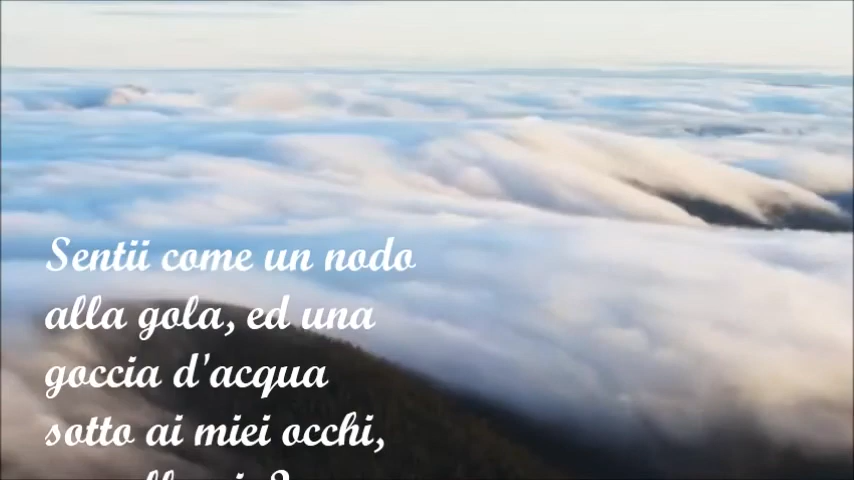 Sentii come un nodo
alla gola, ed una
goccia d'acqua
sotto ai miei occhi,